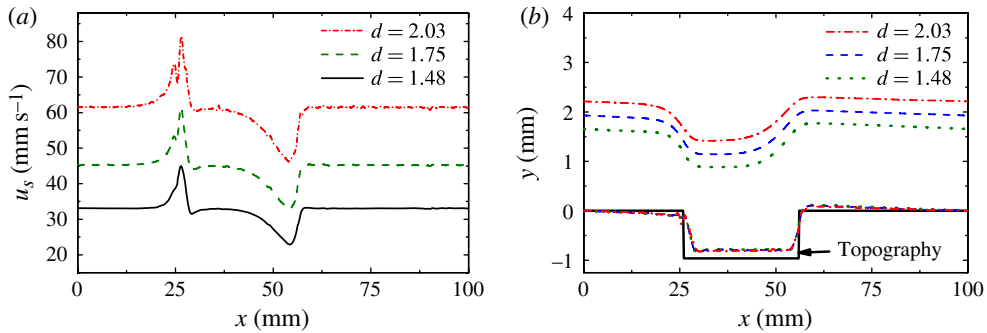 (a)
80
70
60
50
40
30
20
u_s (mm s⁻¹)
d = 2.03
d = 1.75
d = 1.48
0
25
50
75
100
x (mm)
(b)
4
3
2
1
0
−1
y (mm)
d = 2.03
d = 1.75
d = 1.48
Topography
0
25
50
75
100
x (mm)